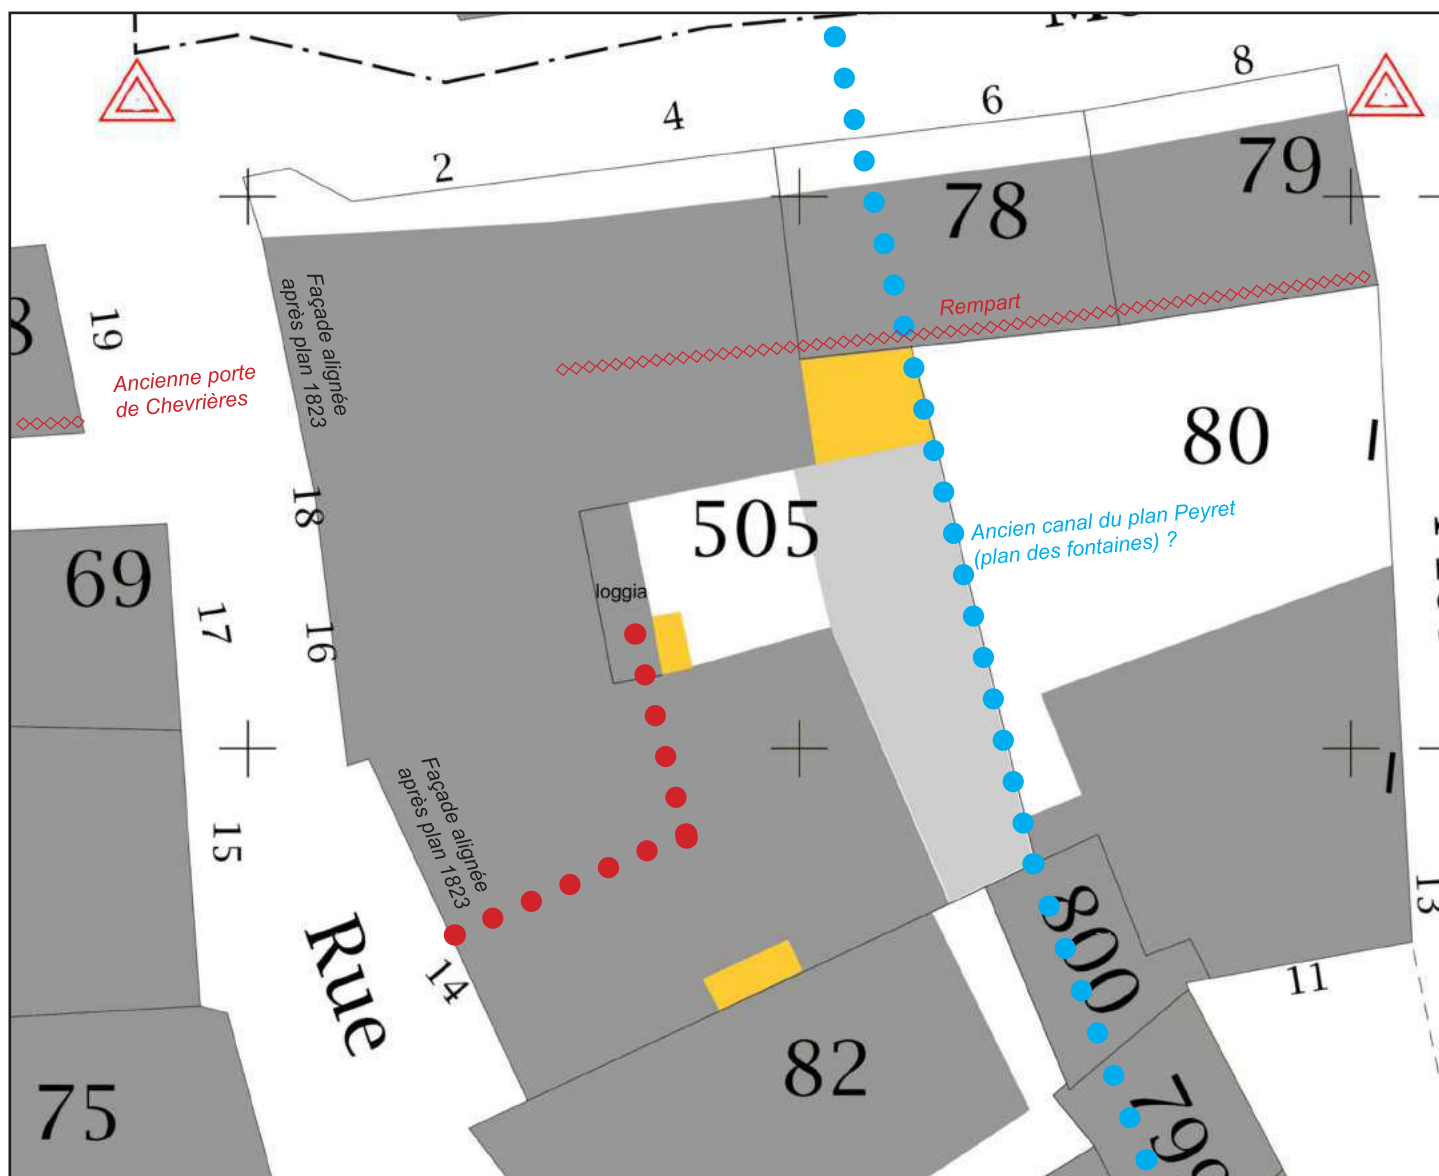 8
6
4
2
79
78
Façade alignée
après plan 1823
Rempart
19
8
Ancienne porte
de Chevrières
80
18
505
Ancien canal du plan Peyret
(plan des fontaines) ?
69
loggia
17
16
15
Façade alignée
après plan 1823
13
Rue
14
800
11
82
75
799